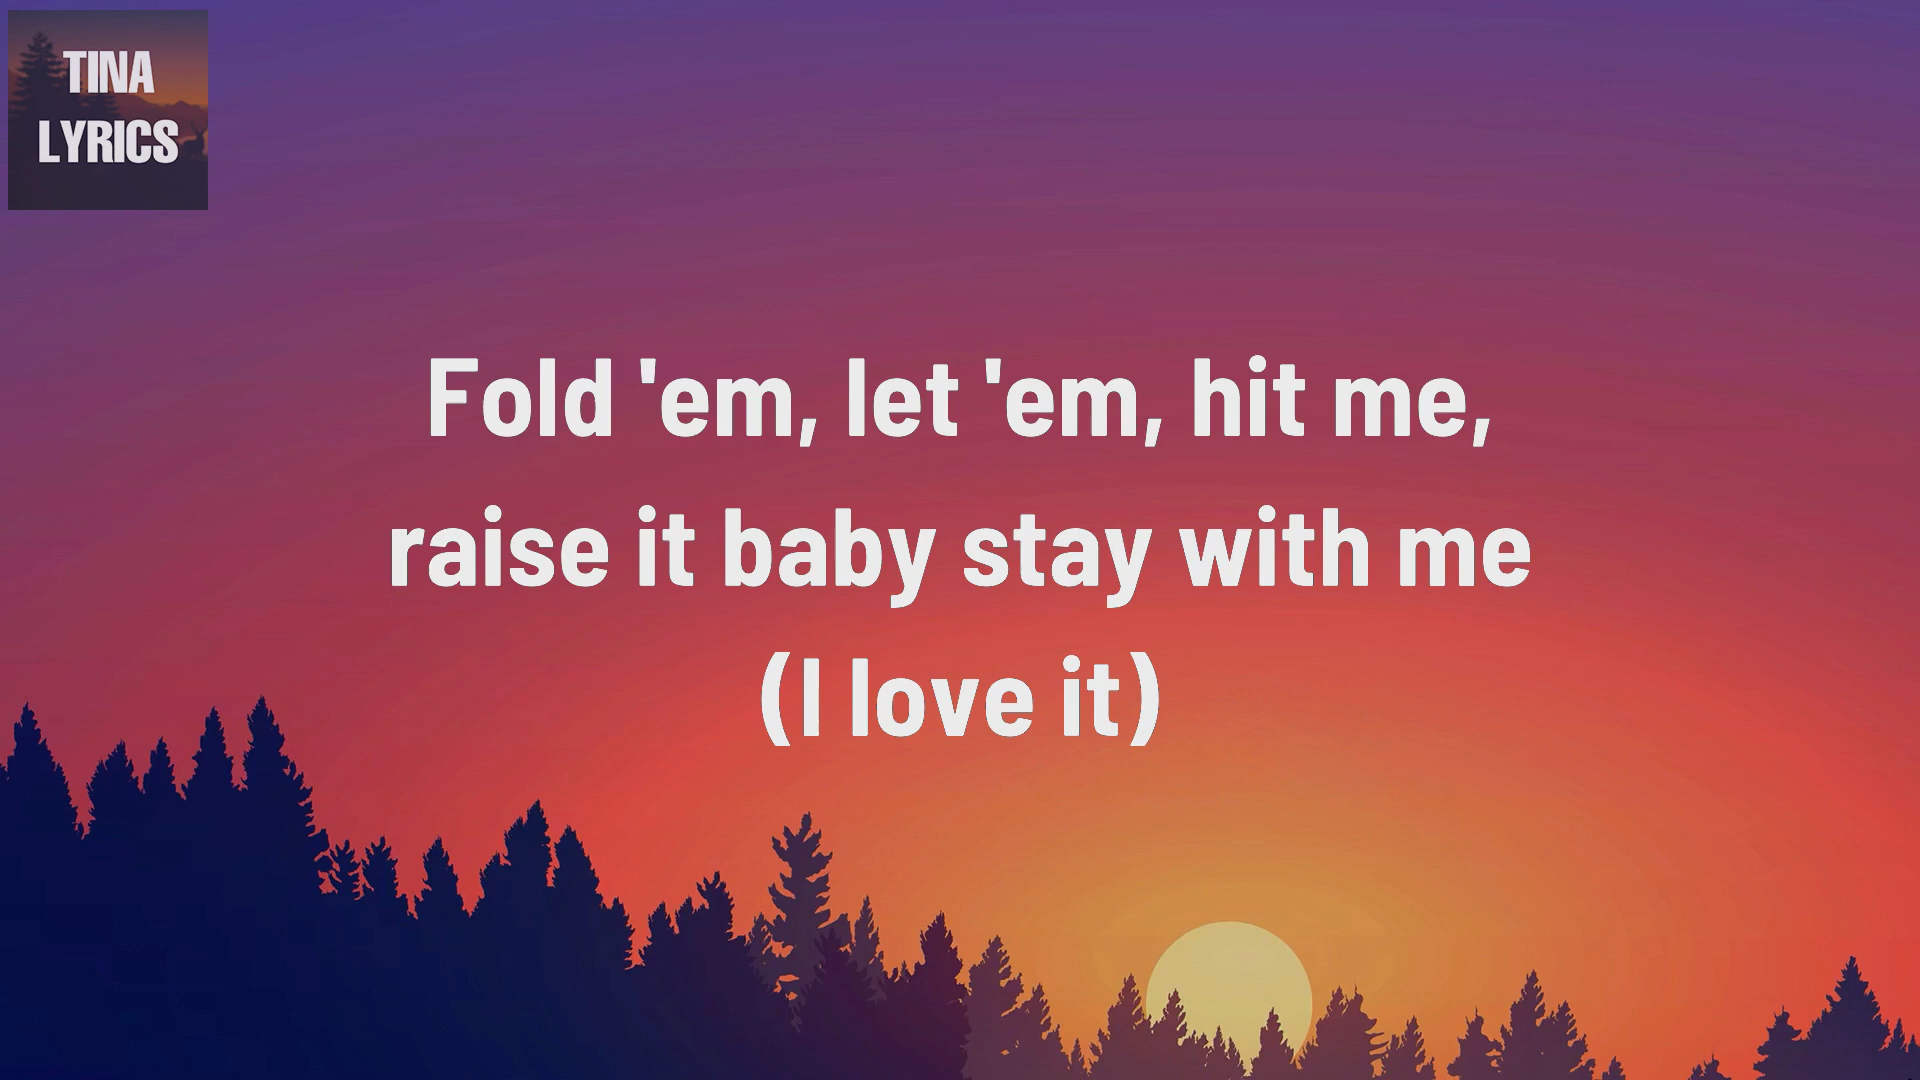 TINA
LYRICS
Fold 'em, let 'em, hit me,
raise it baby stay with me
(I love it)